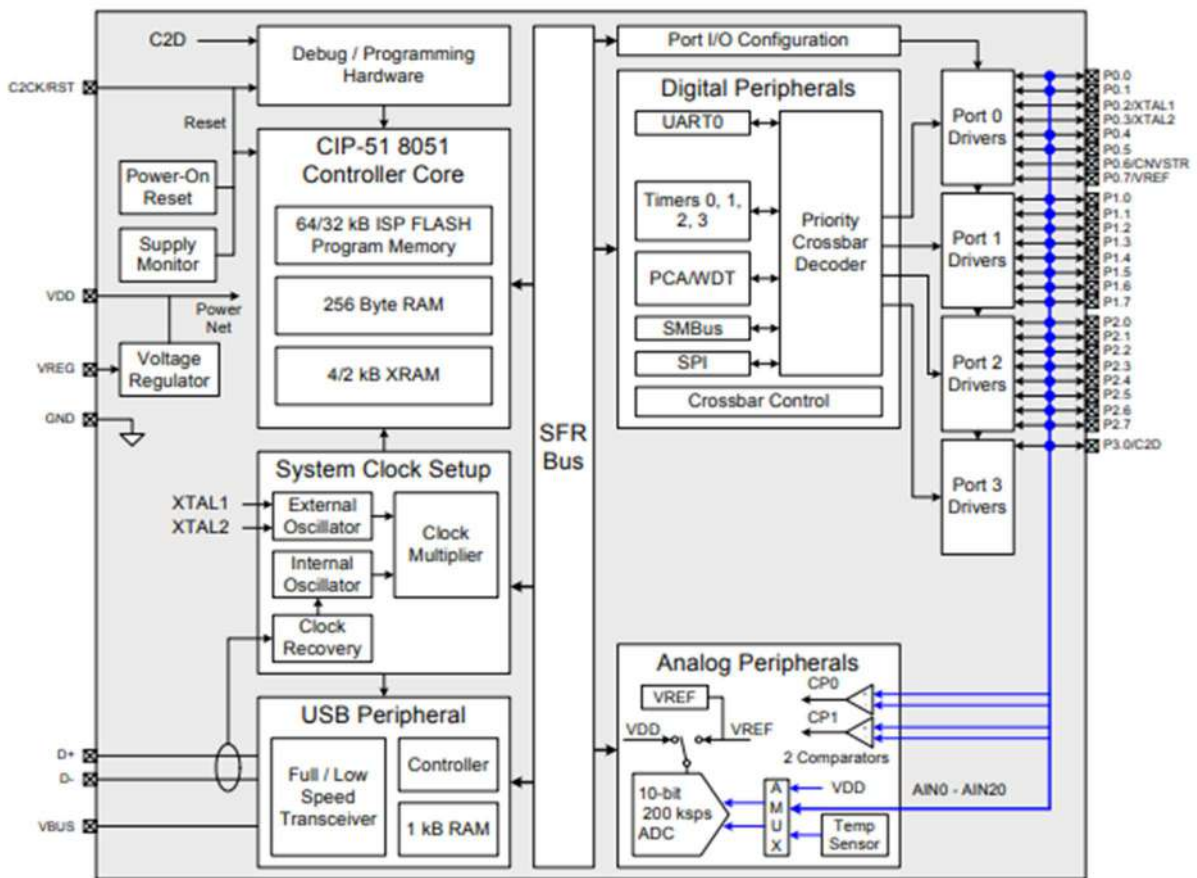 C2D
Debug / Programming
Hardware
C2CK/RST
Reset
Power-On
Reset
Supply
Monitor
VDD
Power
Net
VREG
Voltage
Regulator
GND
CIP-51 8051
Controller Core
64/32 kB ISP FLASH
Program Memory
256 Byte RAM
4/2 kB XRAM
System Clock Setup
XTAL1
XTAL2
External
Oscillator
Internal
Oscillator
Clock
Recovery
Clock
Multiplier
USB Peripheral
D+
D-
VBUS
Full / Low
Speed
Transceiver
Controller
1 kB RAM
SFR
Bus
Port I/O Configuration
Digital Peripherals
UART0
Timers 0, 1,
2, 3
PCA/WDT
SMBus
SPI
Priority
Crossbar
Decoder
Crossbar Control
Port 0
Drivers
Port 1
Drivers
Port 2
Drivers
Port 3
Drivers
P0.0
P0.1
P0.2/XTAL1
P0.3/XTAL2
P0.4
P0.5
P0.6/CNVSTR
P0.7/VREF
P1.0
P1.1
P1.2
P1.3
P1.4
P1.5
P1.6
P1.7
P2.0
P2.1
P2.2
P2.3
P2.4
P2.5
P2.6
P2.7
P3.0/C2D
Analog Peripherals
VREF
VDD
VREF
CP0
CP1
2 Comparators
10-bit
200 ksps
ADC
A
M
U
X
VDD
Temp
Sensor
AIN0 - AIN20